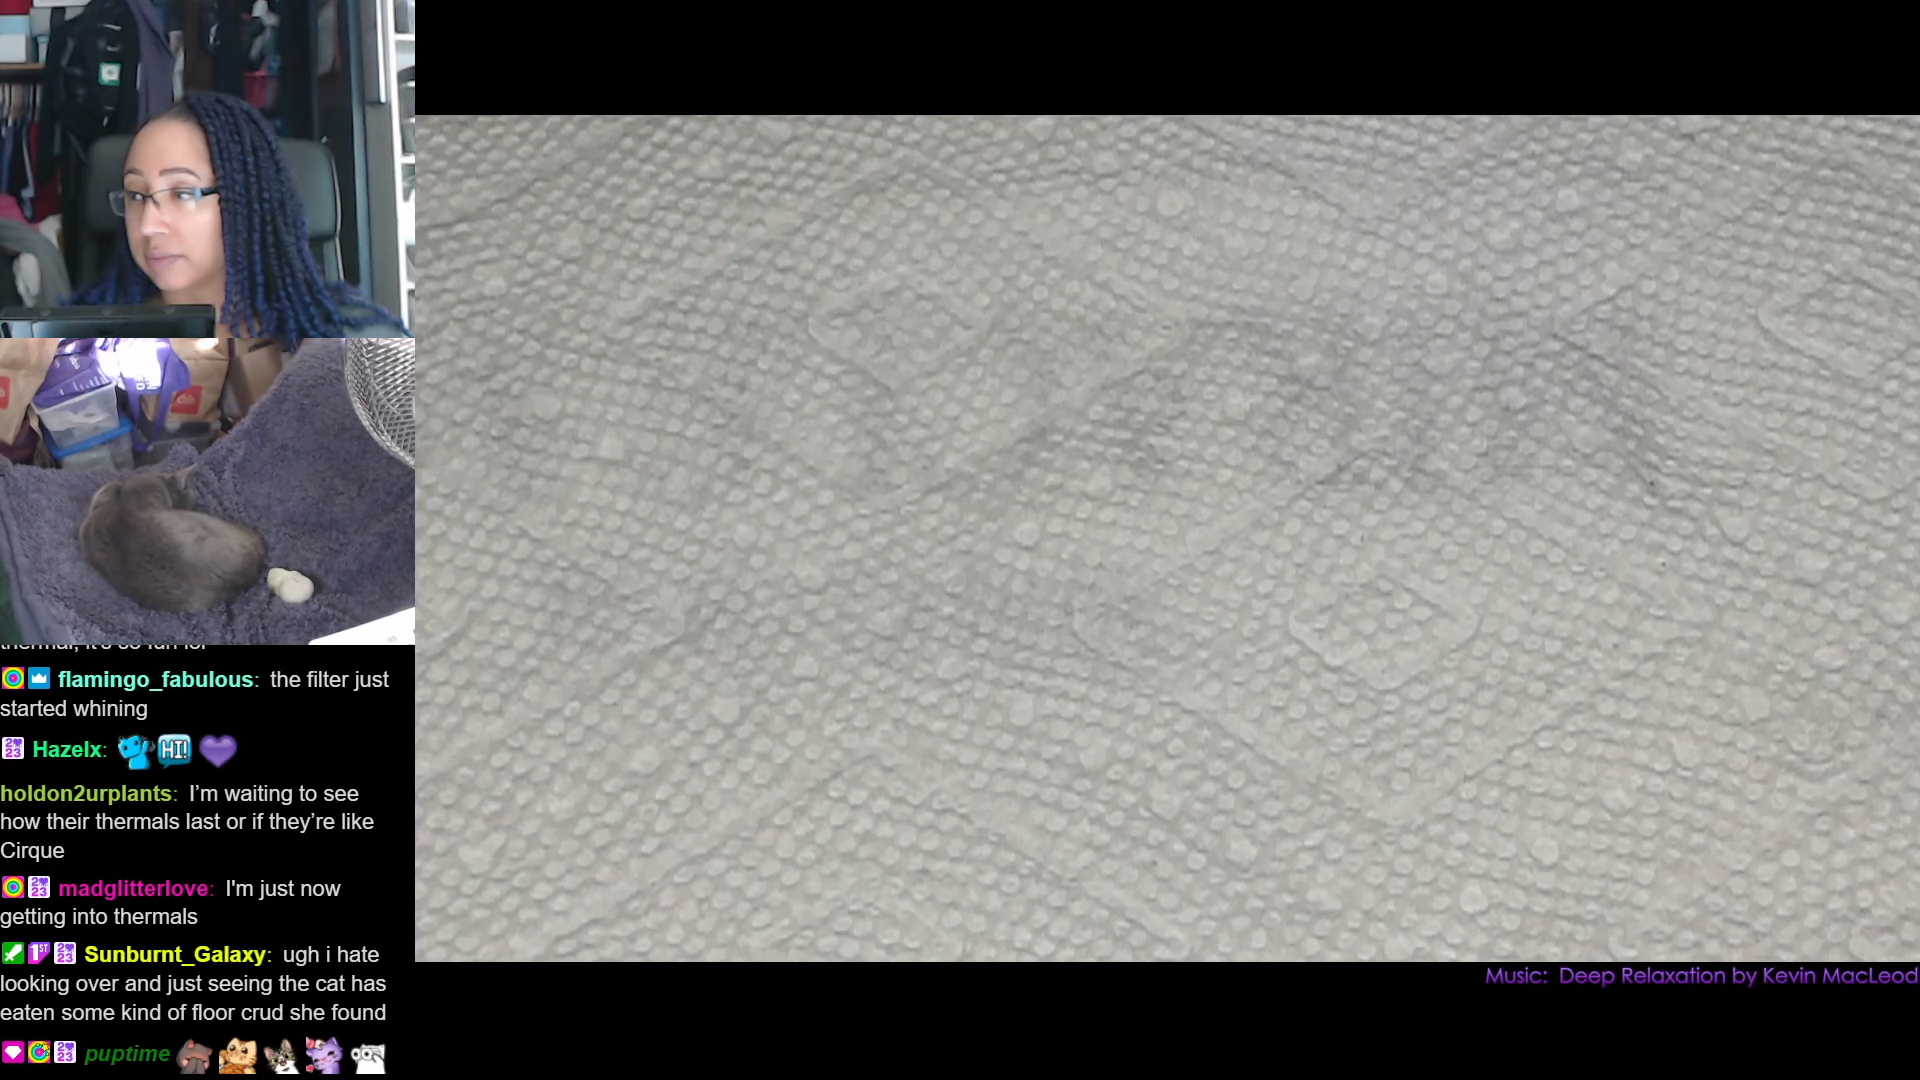 flamingo_fabulous: the filter just
started whining
Hazelx: HI!
holdon2urplants: I’m waiting to see
how their thermals last or if they’re like
Cirque
madglitterlove: I'm just now
getting into thermals
Sunburnt_Galaxy: ugh i hate
looking over and just seeing the cat has
eaten some kind of floor crud she found
puptime
Music: Deep Relaxation by Kevin MacLeod